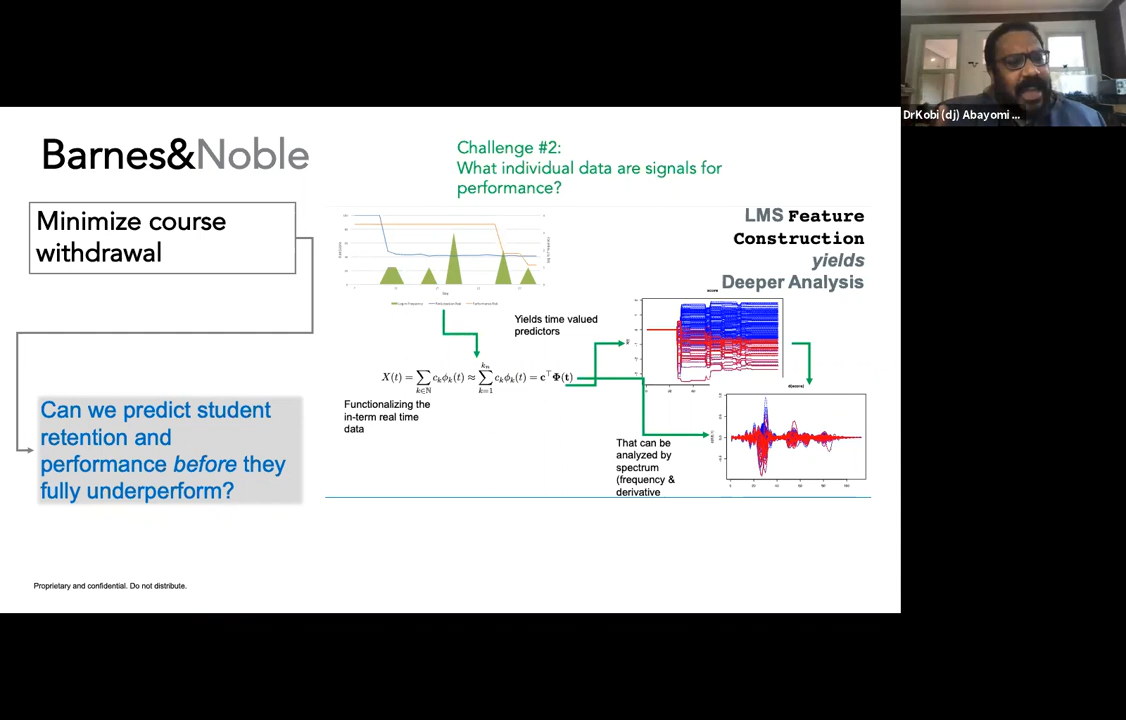 DrKobi (dj) Abayomi ...
Barnes&Noble
Challenge #2:
What individual data are signals for
performance?
Minimize course
withdrawal
LMS Feature
Construction
yields
Deeper Analysis
Yields time valued
predictors
X(t) = ∑k∈ℕ ckϕk(t) ≈ ∑k=1kn ckϕk(t) = c⊤Φ(t)
Functionalizing the
in-term real time
data
Can we predict student
retention and
performance before they
fully underperform?
That can be
analyzed by
spectrum
(frequency &
derivative
Proprietary and confidential. Do not distribute.